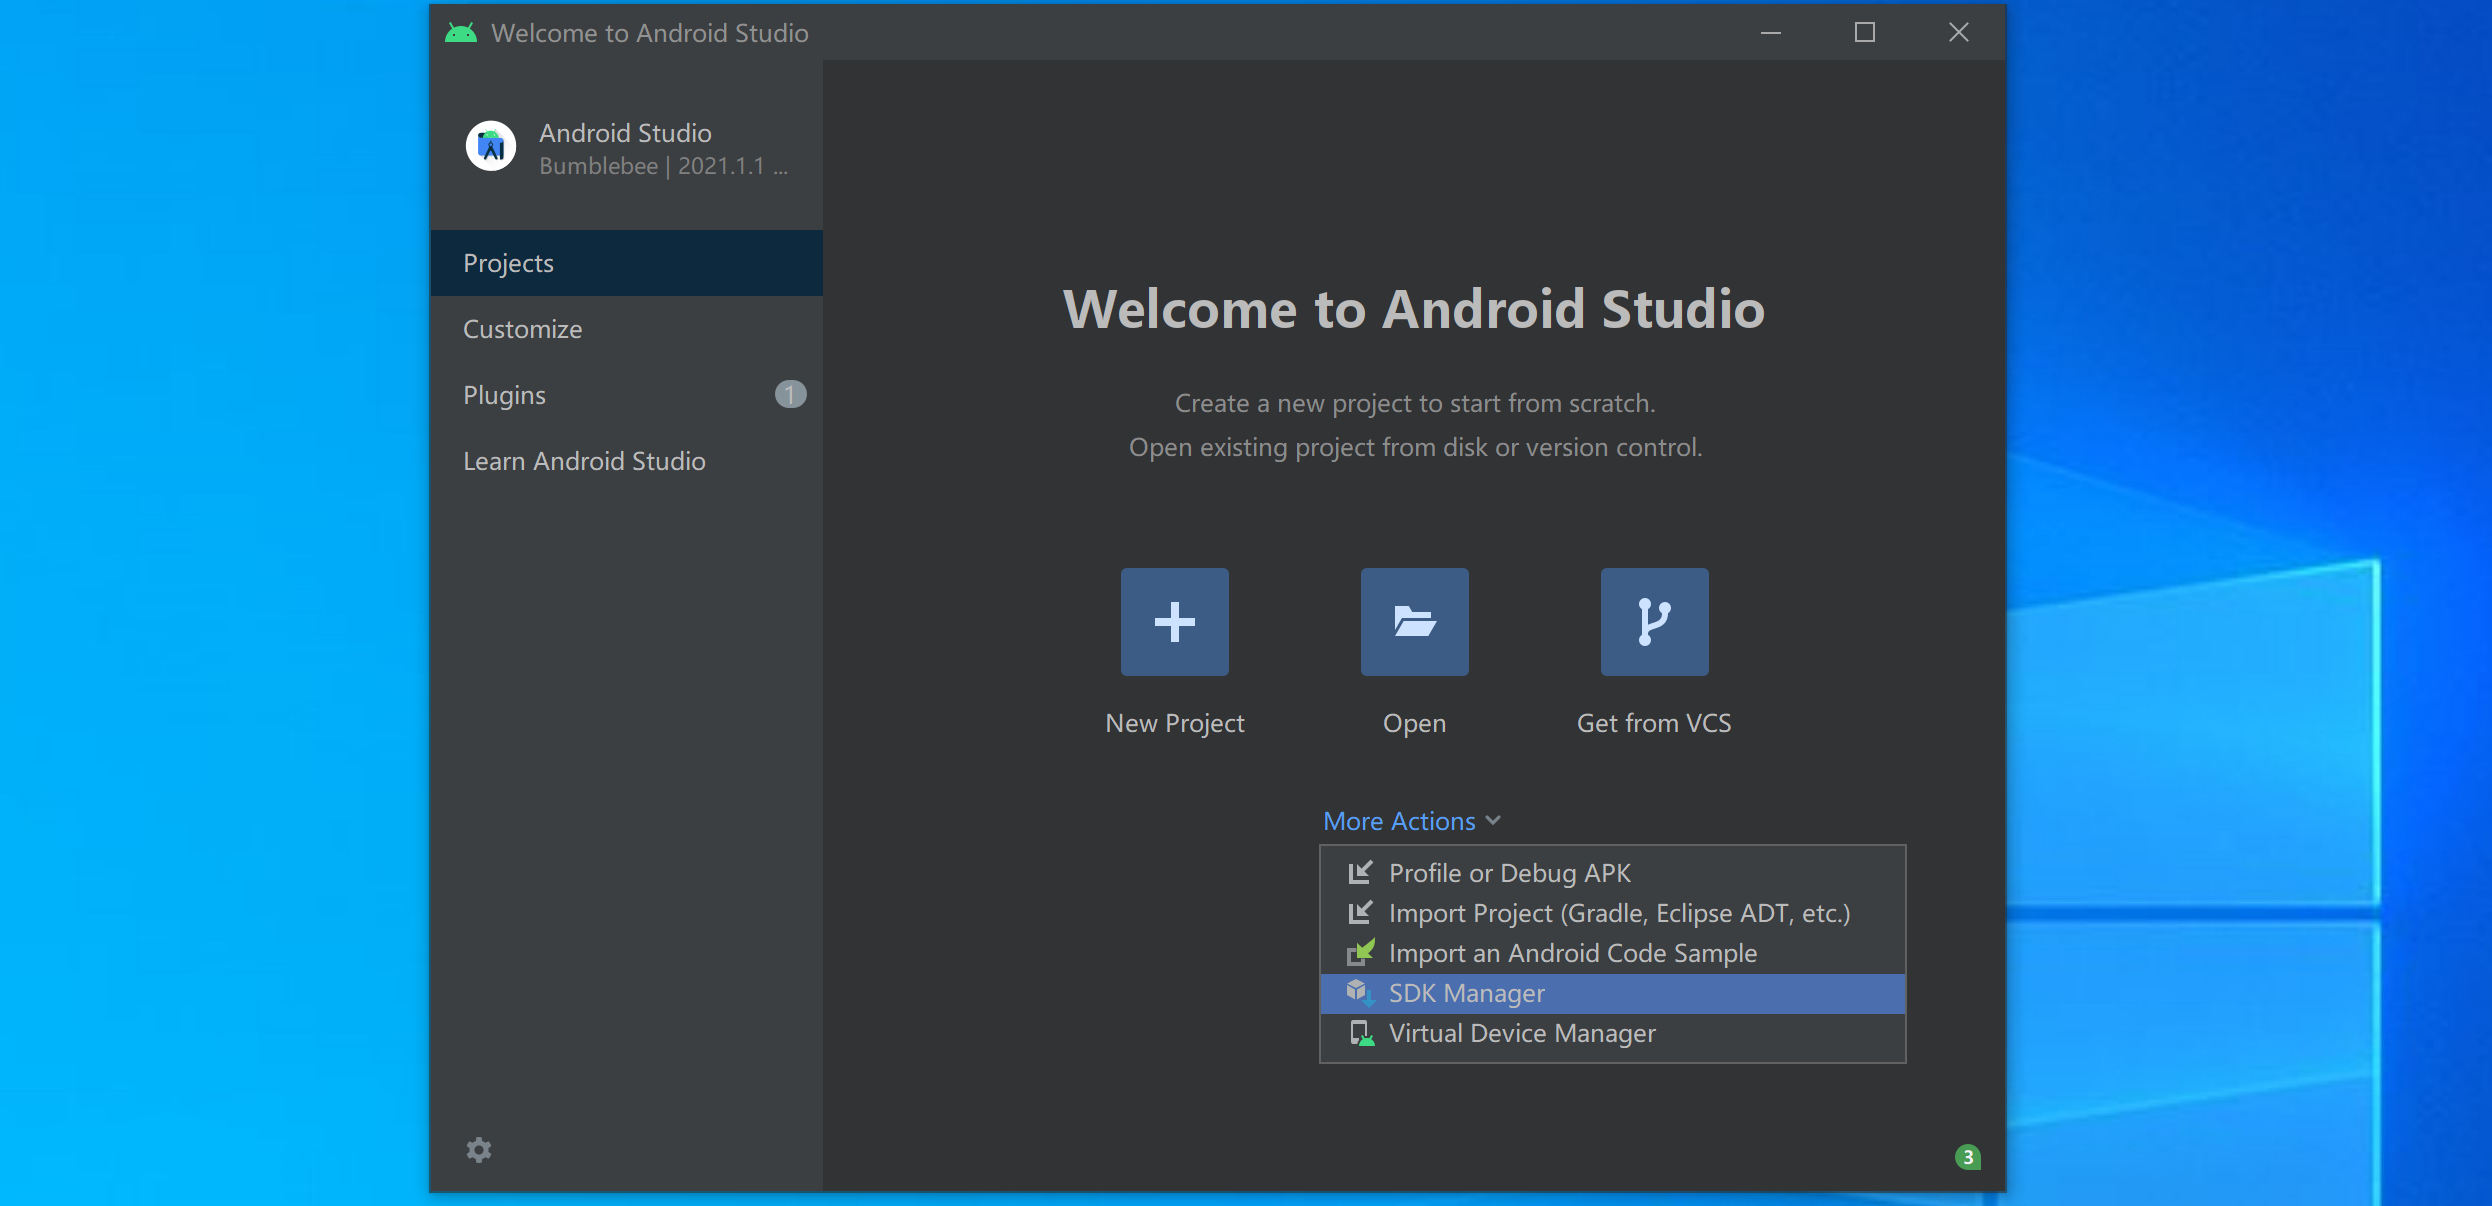 Welcome to Android Studio
Android Studio
Bumblebee | 2021.1.1 ...
Projects
Customize
Plugins
1
Learn Android Studio
Welcome to Android Studio
Create a new project to start from scratch.
Open existing project from disk or version control.
New Project
Open
Get from VCS
More Actions
Profile or Debug APK
Import Project (Gradle, Eclipse ADT, etc.)
Import an Android Code Sample
SDK Manager
Virtual Device Manager
3